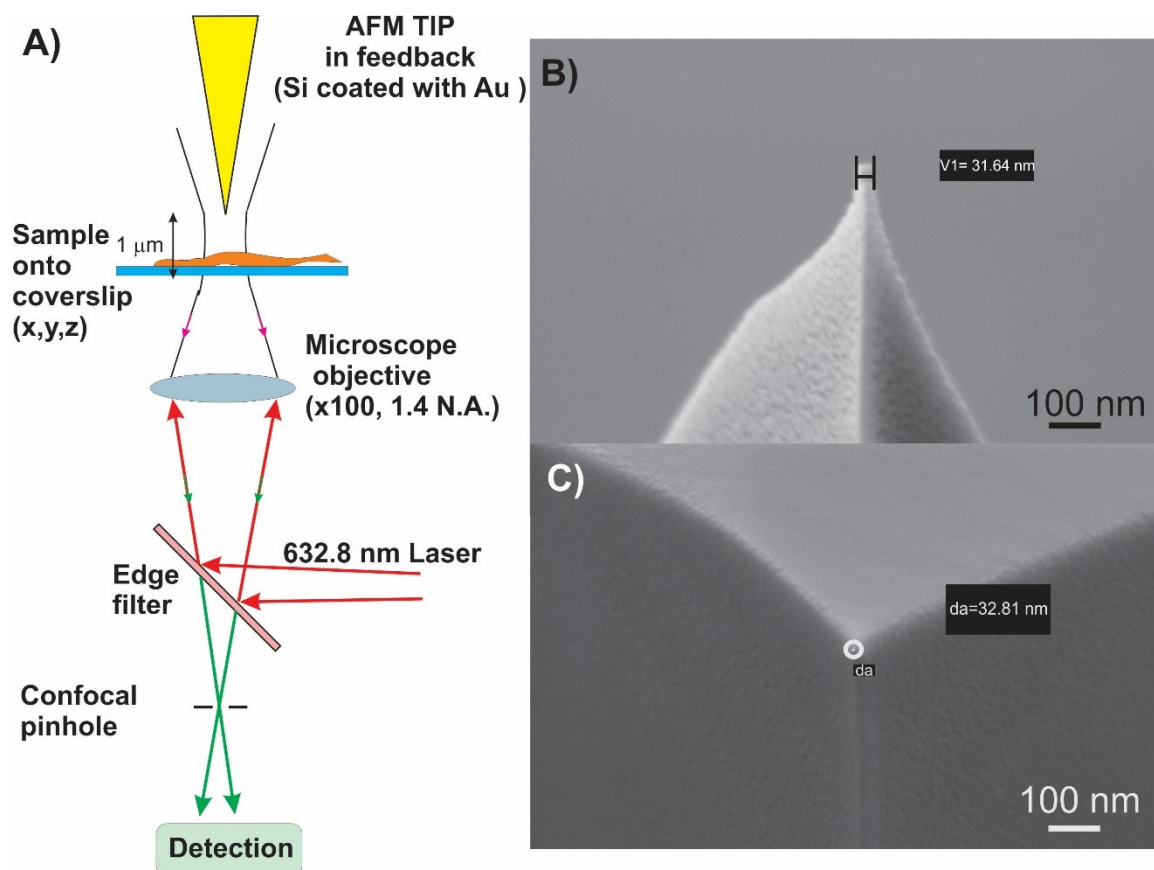 A)
AFM TIP
in feedback
(Si coated with Au )
Sample
onto
coverslip
(x,y,z)
1 μm
Microscope
objective
(x100, 1.4 N.A.)
632.8 nm Laser
Edge
filter
Confocal
pinhole
Detection
B)
V1= 31.64 nm
100 nm
C)
da=32.81 nm
da
100 nm